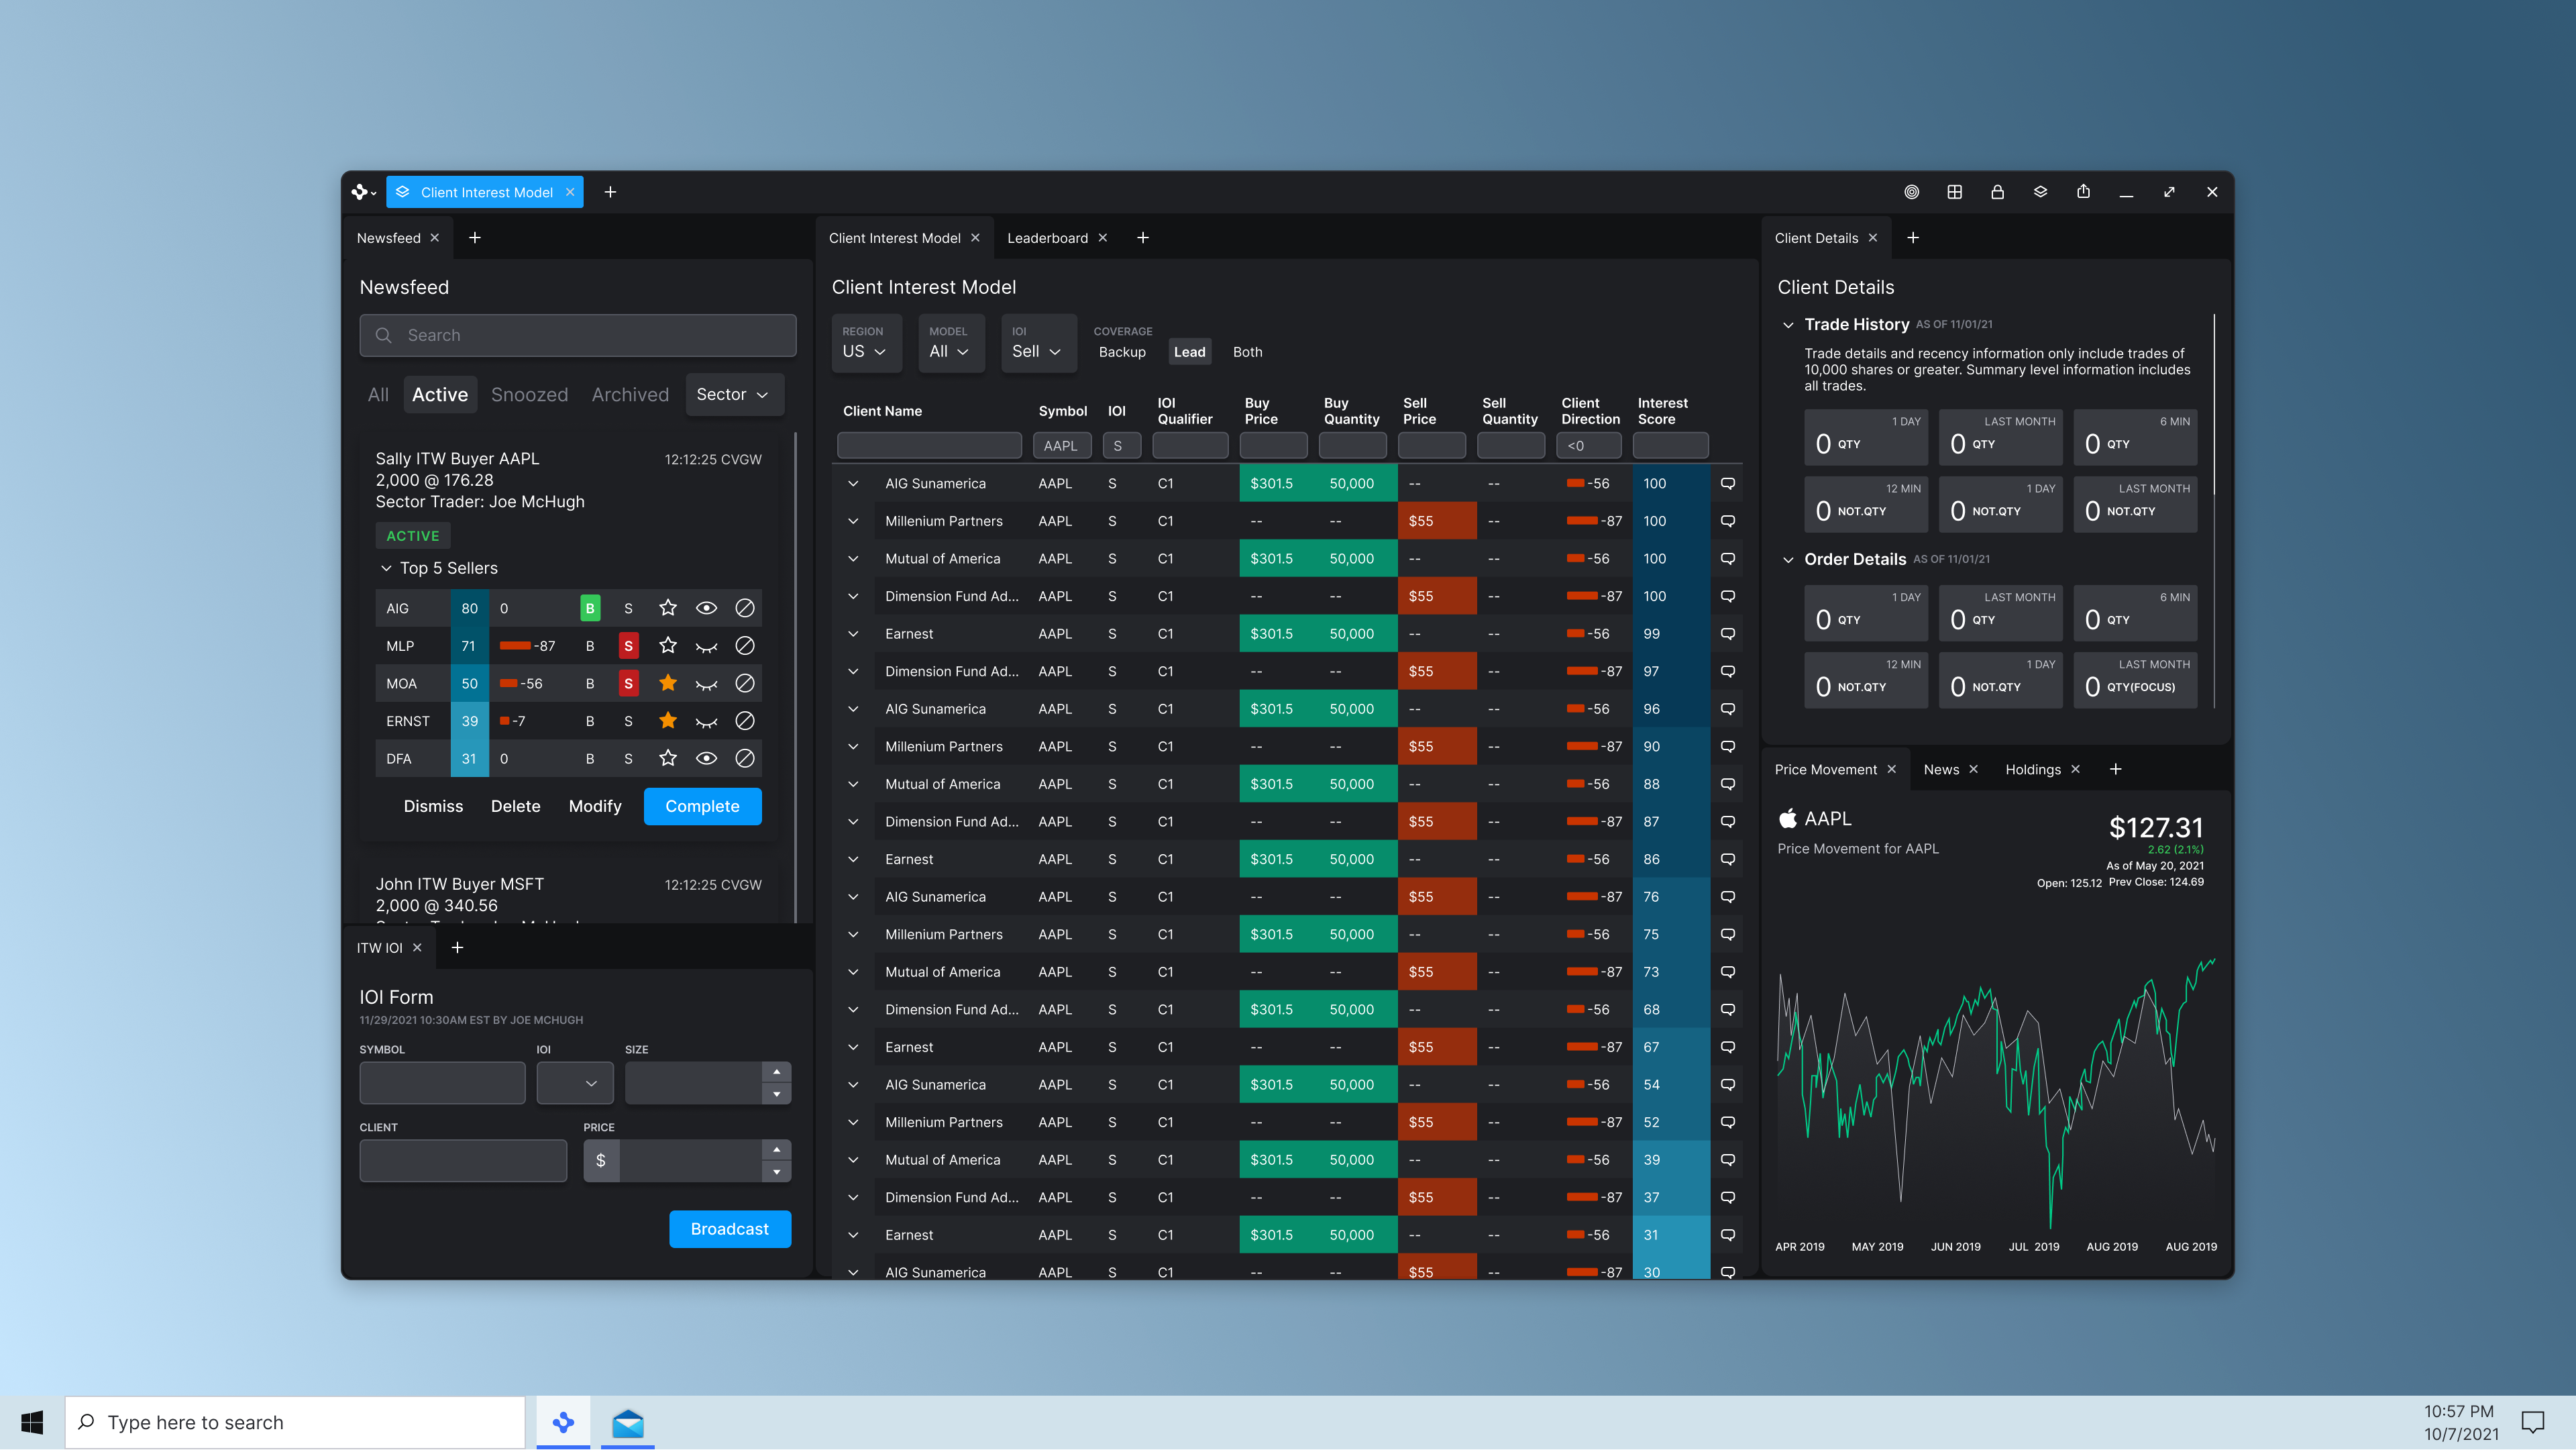 Client Interest Model
Newsfeed
Newsfeed
Search
All Active Snoozed Archived Sector
Sally ITW Buyer AAPL 12:12:25 CVGW
2,000 @ 176.28
Sector Trader: Joe McHugh
ACTIVE
Top 5 Sellers
AIG 80 0 B S
MLP 71 -87 B S
MOA 50 -56 B S
ERNST 39 -7 B S
DFA 31 0 B S
Dismiss Delete Modify Complete
John ITW Buyer MSFT 12:12:25 CVGW
2,000 @ 340.56
ITW IOI
IOI Form
11/29/2021 10:30AM EST BY JOE MCHUGH
SYMBOL IOI SIZE
CLIENT PRICE
$
Broadcast
Client Interest Model Leaderboard
Client Interest Model
REGION MODEL IOI COVERAGE
US All Sell Backup Lead Both
Client Name Symbol IOI IOI Qualifier Buy Price Buy Quantity Sell Price Sell Quantity Client Direction Interest Score
AAPL S <0
AIG Sunamerica AAPL S C1 $301.5 50,000 -- -- -56 100
Millenium Partners AAPL S C1 -- -- $55 -- -87 100
Mutual of America AAPL S C1 $301.5 50,000 -- -- -56 100
Dimension Fund Ad... AAPL S C1 -- -- $55 -- -87 100
Earnest AAPL S C1 $301.5 50,000 -- -- -56 99
Dimension Fund Ad... AAPL S C1 -- -- $55 -- -87 97
AIG Sunamerica AAPL S C1 $301.5 50,000 -- -- -56 96
Millenium Partners AAPL S C1 -- -- $55 -- -87 90
Mutual of America AAPL S C1 $301.5 50,000 -- -- -56 88
Dimension Fund Ad... AAPL S C1 -- -- $55 -- -87 87
Earnest AAPL S C1 $301.5 50,000 -- -- -56 86
AIG Sunamerica AAPL S C1 -- -- $55 -- -87 76
Millenium Partners AAPL S C1 $301.5 50,000 -- -- -56 75
Mutual of America AAPL S C1 -- -- $55 -- -87 73
Dimension Fund Ad... AAPL S C1 $301.5 50,000 -- -- -56 68
Earnest AAPL S C1 -- -- $55 -- -87 67
AIG Sunamerica AAPL S C1 $301.5 50,000 -- -- -56 54
Millenium Partners AAPL S C1 -- -- $55 -- -87 52
Mutual of America AAPL S C1 $301.5 50,000 -- -- -56 39
Dimension Fund Ad... AAPL S C1 -- -- $55 -- -87 37
Earnest AAPL S C1 $301.5 50,000 -- -- -56 31
AIG Sunamerica AAPL S C1 -- -- $55 -- -87 30
Client Details
Client Details
Trade History AS OF 11/01/21
Trade details and recency information only include trades of
10,000 shares or greater. Summary level information includes
all trades.
1 DAY LAST MONTH 6 MIN
0 QTY 0 QTY 0 QTY
12 MIN 1 DAY LAST MONTH
0 NOT.QTY 0 NOT.QTY 0 NOT.QTY
Order Details AS OF 11/01/21
1 DAY LAST MONTH 6 MIN
0 QTY 0 QTY 0 QTY
12 MIN 1 DAY LAST MONTH
0 NOT.QTY 0 NOT.QTY 0 QTY(FOCUS)
Price Movement News Holdings
AAPL
$127.31
Price Movement for AAPL
2.62 (2.1%)
As of May 20, 2021
Open: 125.12 Prev Close: 124.69
APR 2019 MAY 2019 JUN 2019 JUL 2019 AUG 2019 AUG 2019
Type here to search
10:57 PM
10/7/2021